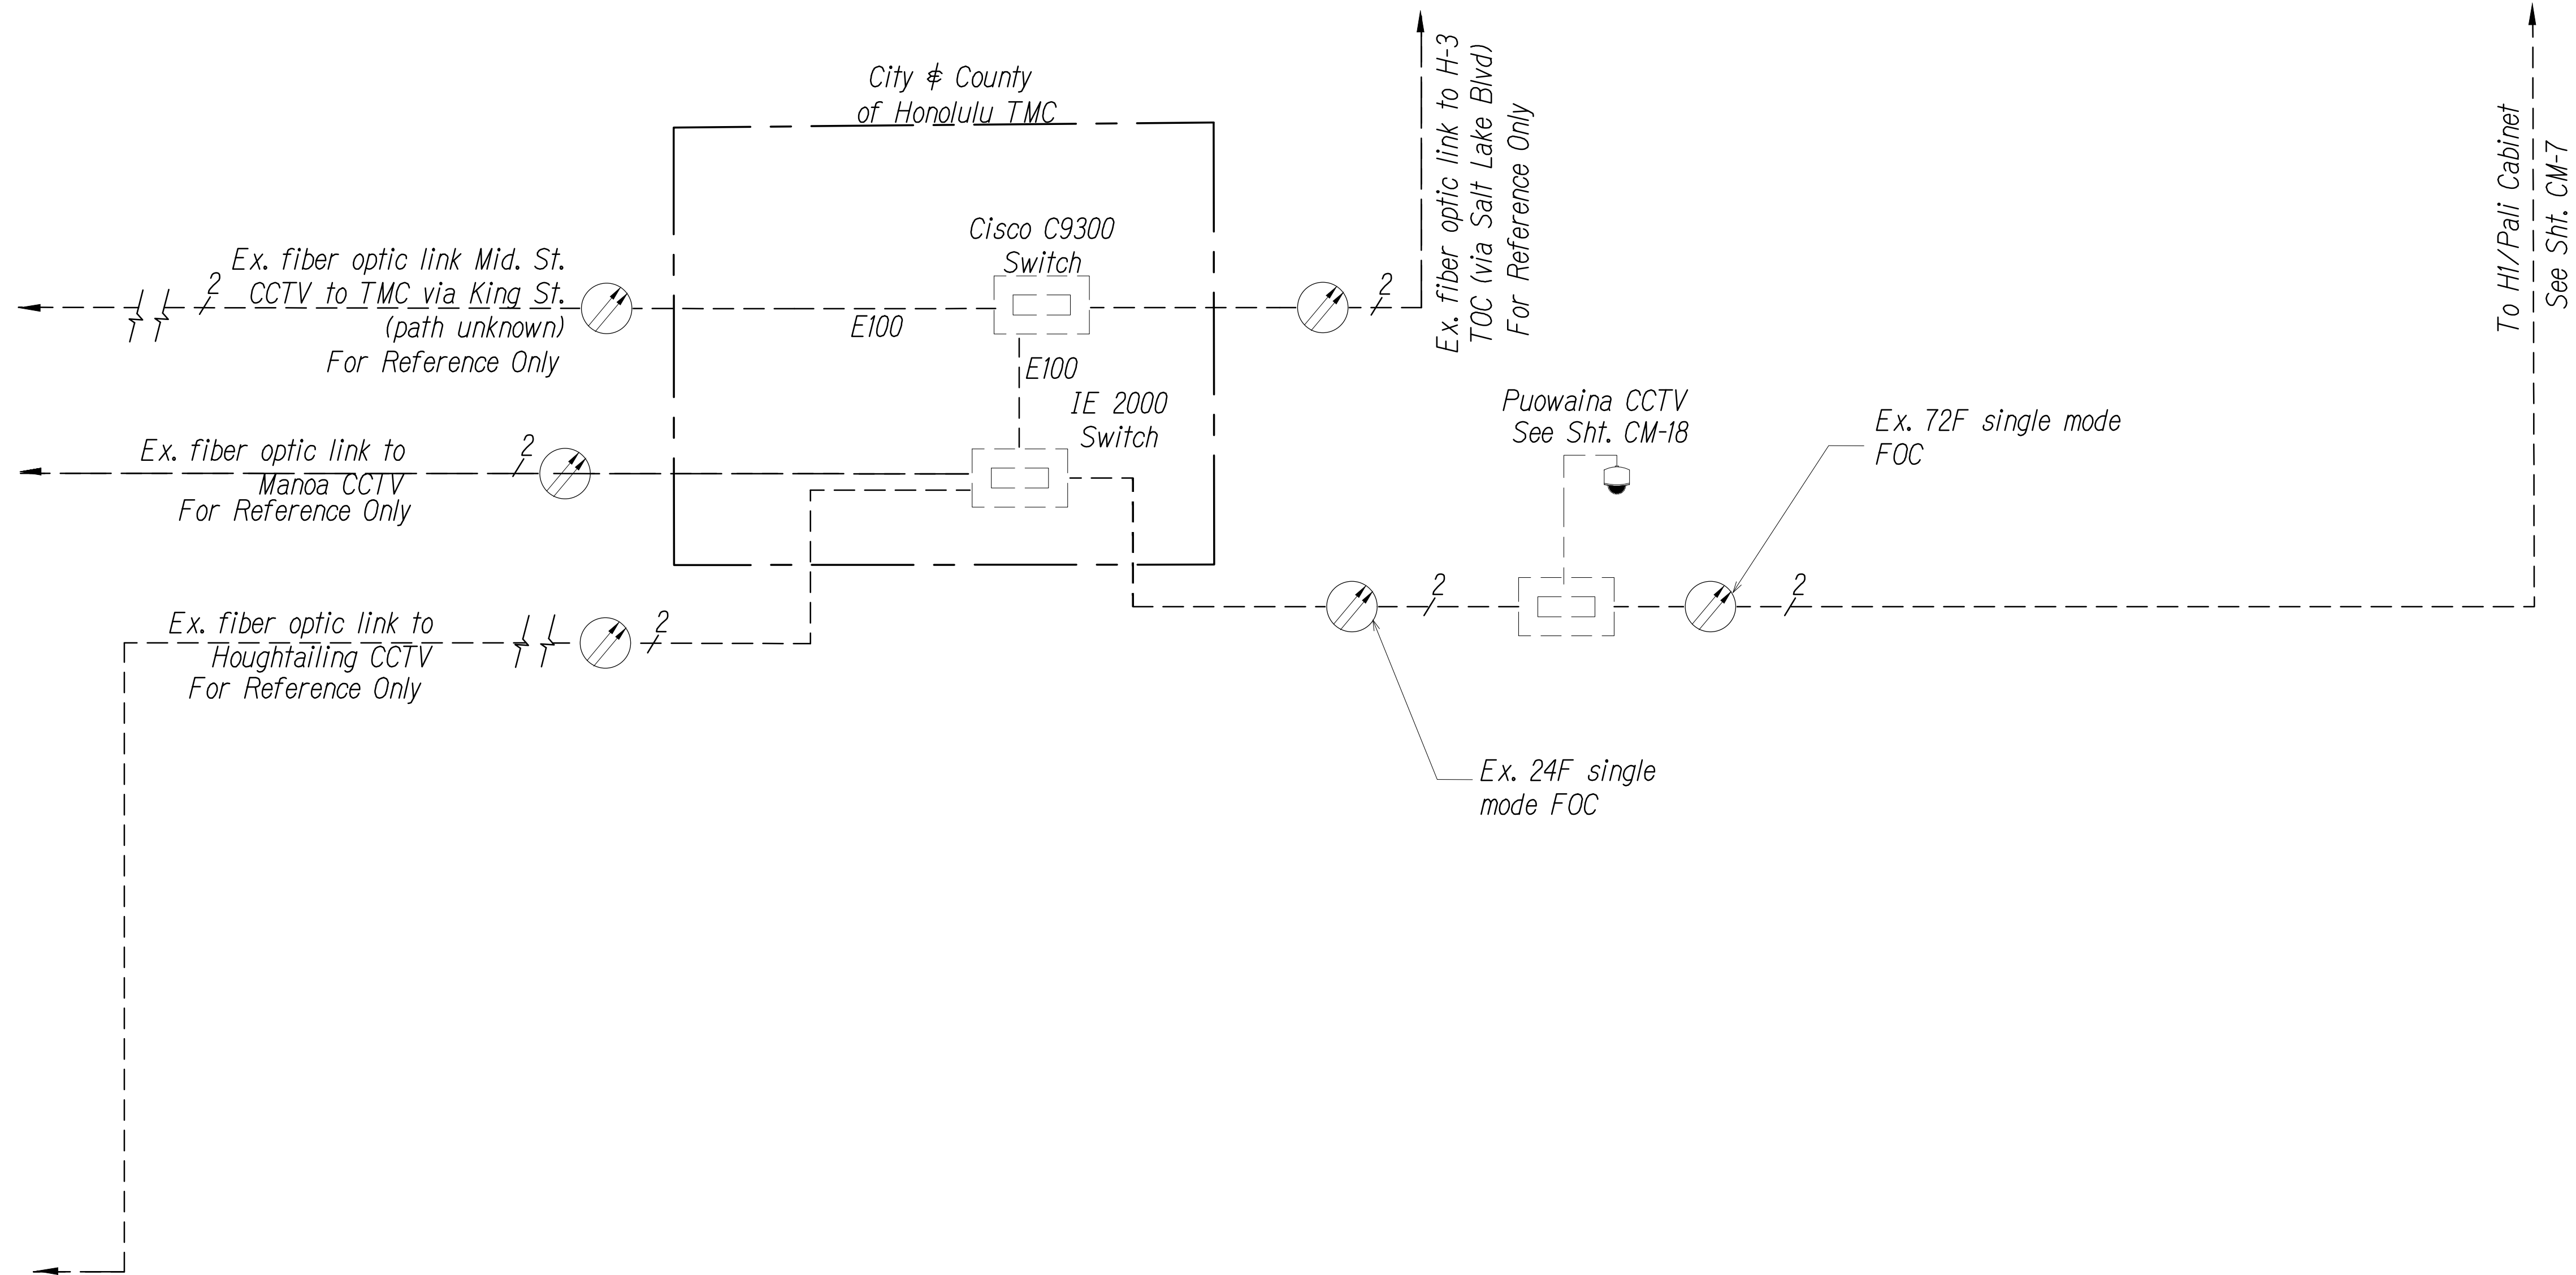 City & County
of Honolulu TMC
Ex. fiber optic link to H-3
TOC (via Salt Lake Blvd)
For Reference Only
To H1/Pali Cabinet
See Sht. CM-7
Cisco C9300
Switch
Ex. fiber optic link Mid. St.
CCTV to TMC via King St.
(path unknown)
For Reference Only
2
E100
2
E100
IE 2000
Switch
Ex. fiber optic link to
Manoa CCTV
For Reference Only
2
Puowaina CCTV
See Sht. CM-18
Ex. 72F single mode
FOC
2
2
Ex. fiber optic link to
Houghtailing CCTV
For Reference Only
2
Ex. 24F single
mode FOC